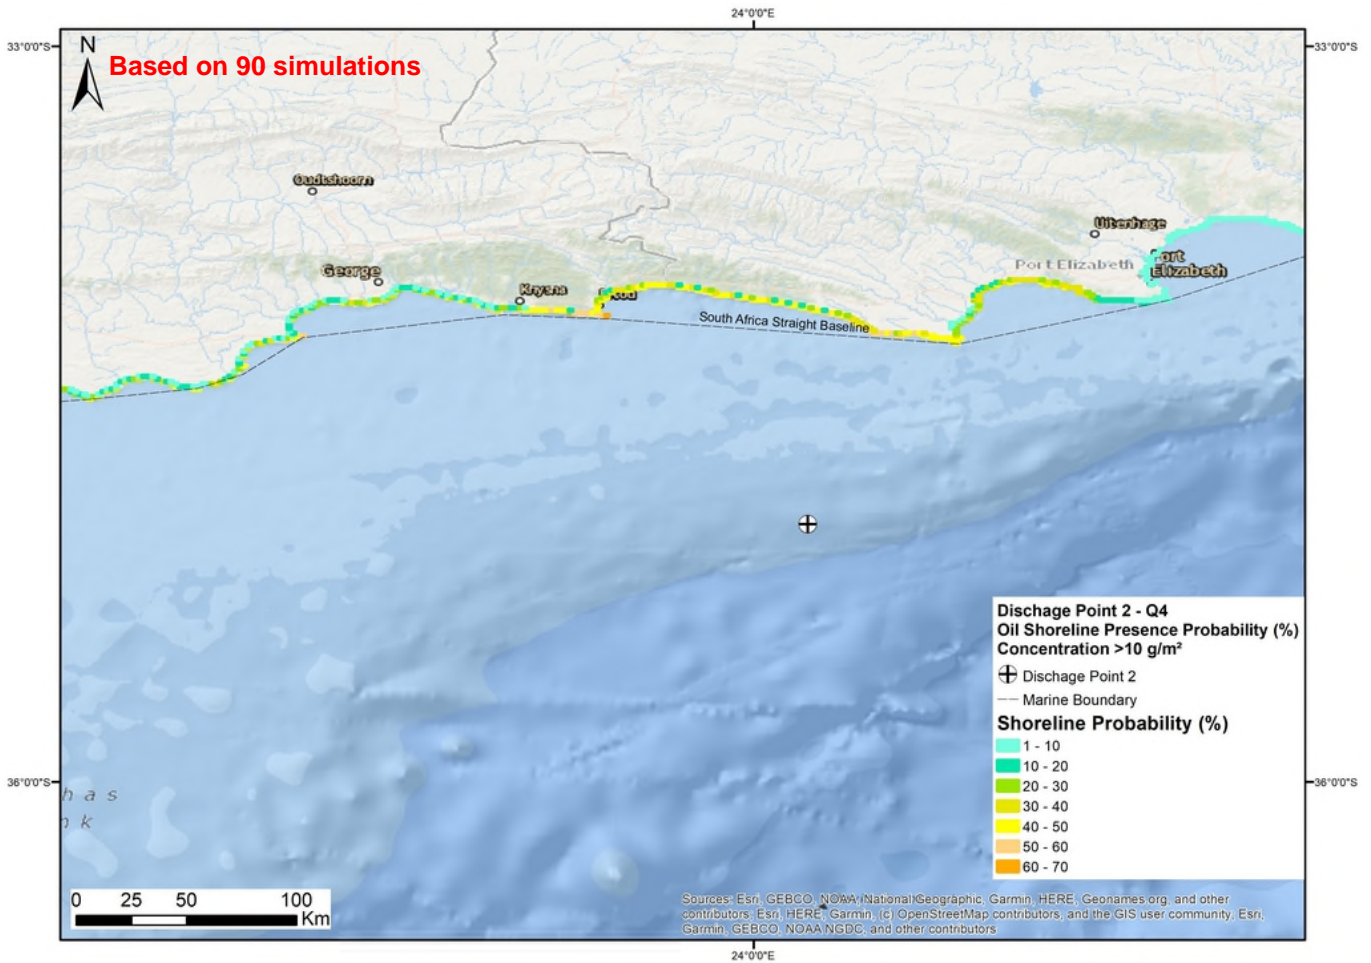 24°0'0"E
33°0'0"S
33°0'0"S
N
Based on 90 simulations
Oudtshoorn
Uitenhage
George
Port Elizabeth
Port
Elizabeth
Knysna
South Africa Straight Baseline
Dischage Point 2 - Q4
Oil Shoreline Presence Probability (%)
Concentration >10 g/m²
Dischage Point 2
Marine Boundary
Shoreline Probability (%)
1 - 10
10 - 20
20 - 30
30 - 40
40 - 50
50 - 60
60 - 70
36°0'0"S
36°0'0"S
h a s
n k
0 25 50 100
Km
Sources: Esri, GEBCO, NOAA, National Geographic, Garmin, HERE, Geonames.org, and other
contributors, Esri, HERE, Garmin, (c) OpenStreetMap contributors, and the GIS user community, Esri,
Garmin, GEBCO, NOAA NGDC, and other contributors
24°0'0"E